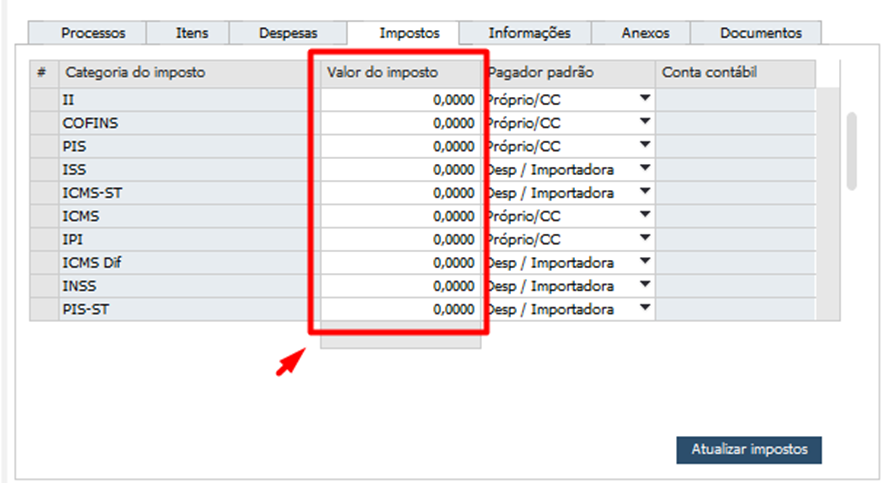 Processos Itens Despesas Impostos Informações Anexos Documentos
# Categoria do imposto Valor do imposto Pagador padrão Conta contábil
II 0,0000 Próprio/CC
COFINS 0,0000 Próprio/CC
PIS 0,0000 Próprio/CC
ISS 0,0000 Desp / Importadora
ICMS-ST 0,0000 Desp / Importadora
ICMS 0,0000 Próprio/CC
IPI 0,0000 Próprio/CC
ICMS Dif 0,0000 Desp / Importadora
INSS 0,0000 Desp / Importadora
PIS-ST 0,0000 Desp / Importadora
Atualizar impostos